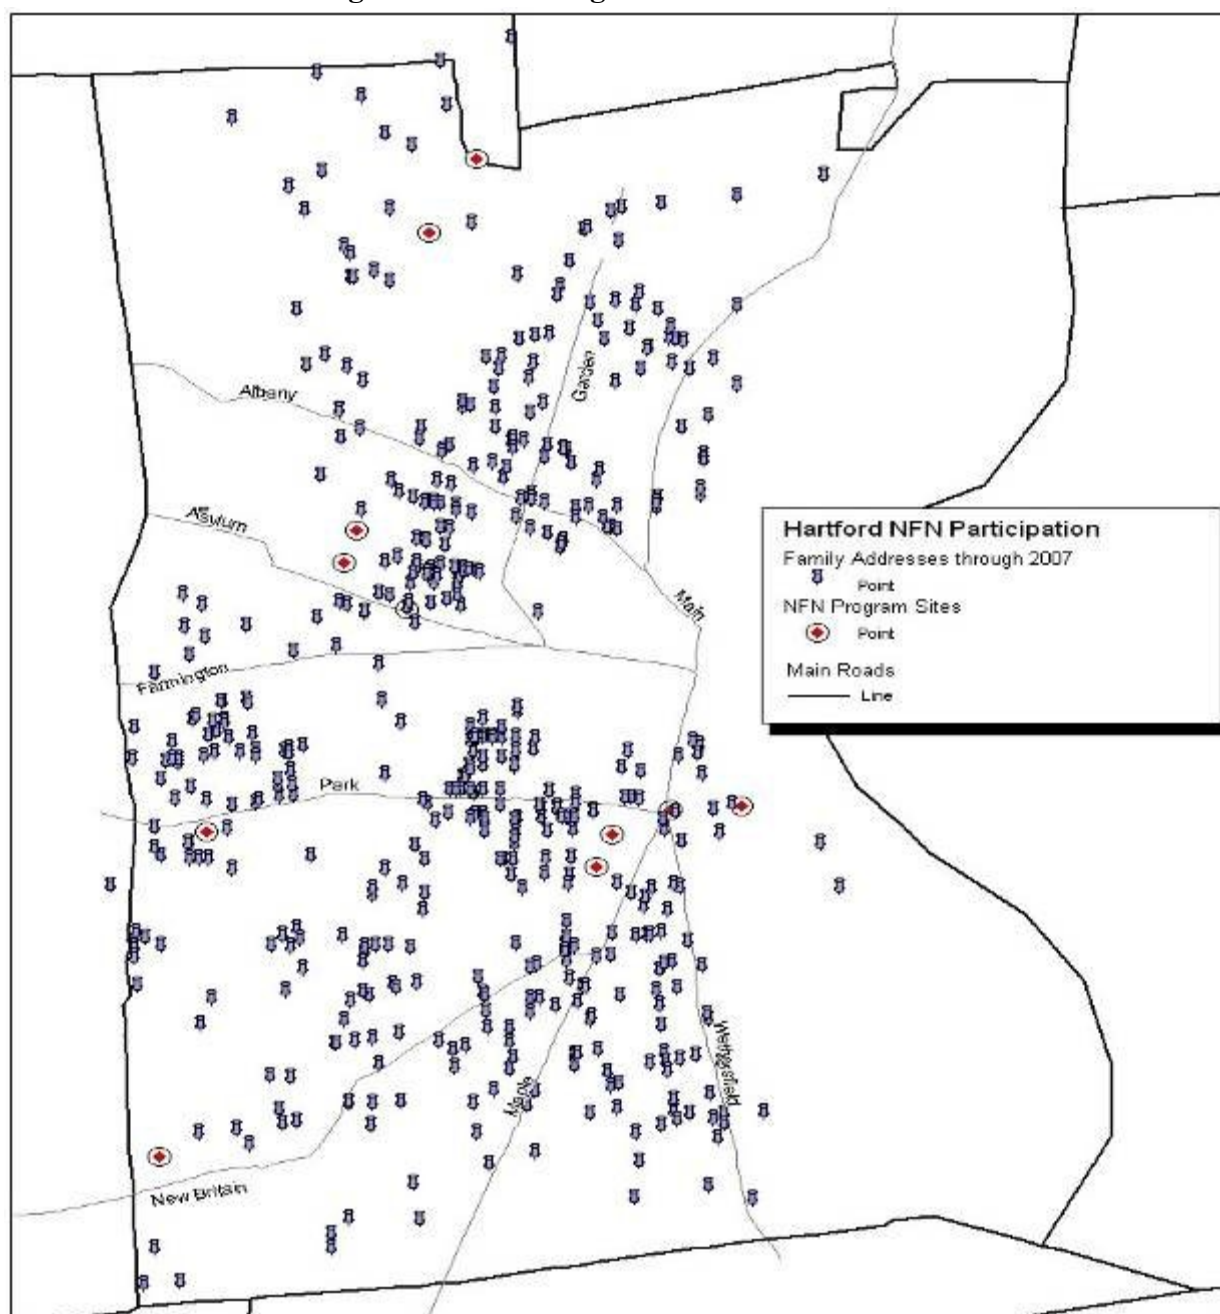 Albany
Garden
Asylum
Main
Farmington
Park
Wethersfield
Maple
New Britain
Hartford NFN Participation
Family Addresses through 2007
Point
NFN Program Sites
Point
Main Roads
Line